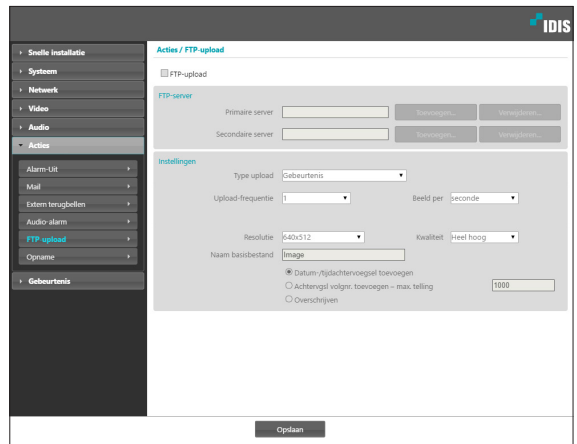 IDIS
Snelle installatie
Systeem
Netwerk
Video
Audio
Acties
Alarm-Uit
Mail
Extern terugbellen
Audio-alarm
FTP-upload
Opname
Gebeurtenis
Acties / FTP-upload
FTP-upload
FTP-server
Primaire server Toevoegen... Verwijderen...
Secondaire server Toevoegen... Verwijderen...
Instellingen
Type upload Gebeurtenis
Upload-frequentie 1 Beeld per seconde
Resolutie 640x512 Kwaliteit Heel hoog
Naam basisbestand Image
Datum-/tijdachtervoegsel toevoegen
Achtervgsl volgnr. toevoegen ~ max. telling 1000
Overschrijven
Opslaan